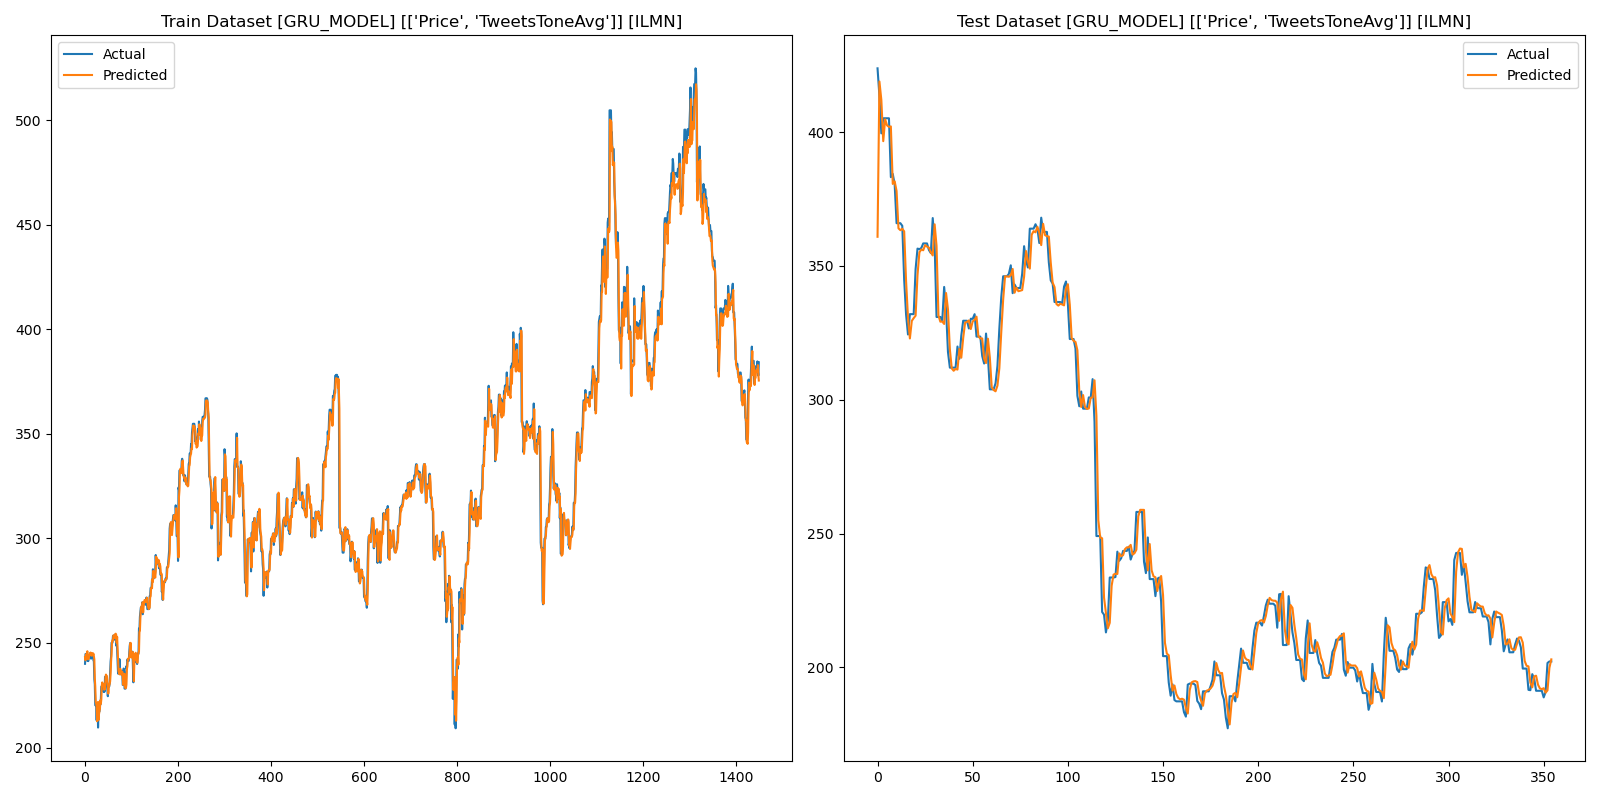 Train Dataset [GRU_MODEL] [['Price', 'TweetsToneAvg']] [ILMN]
Actual
Predicted
500
450
400
350
300
250
200
0 200 400 600 800 1000 1200 1400
Test Dataset [GRU_MODEL] [['Price', 'TweetsToneAvg']] [ILMN]
Actual
Predicted
400
350
300
250
200
0 50 100 150 200 250 300 350